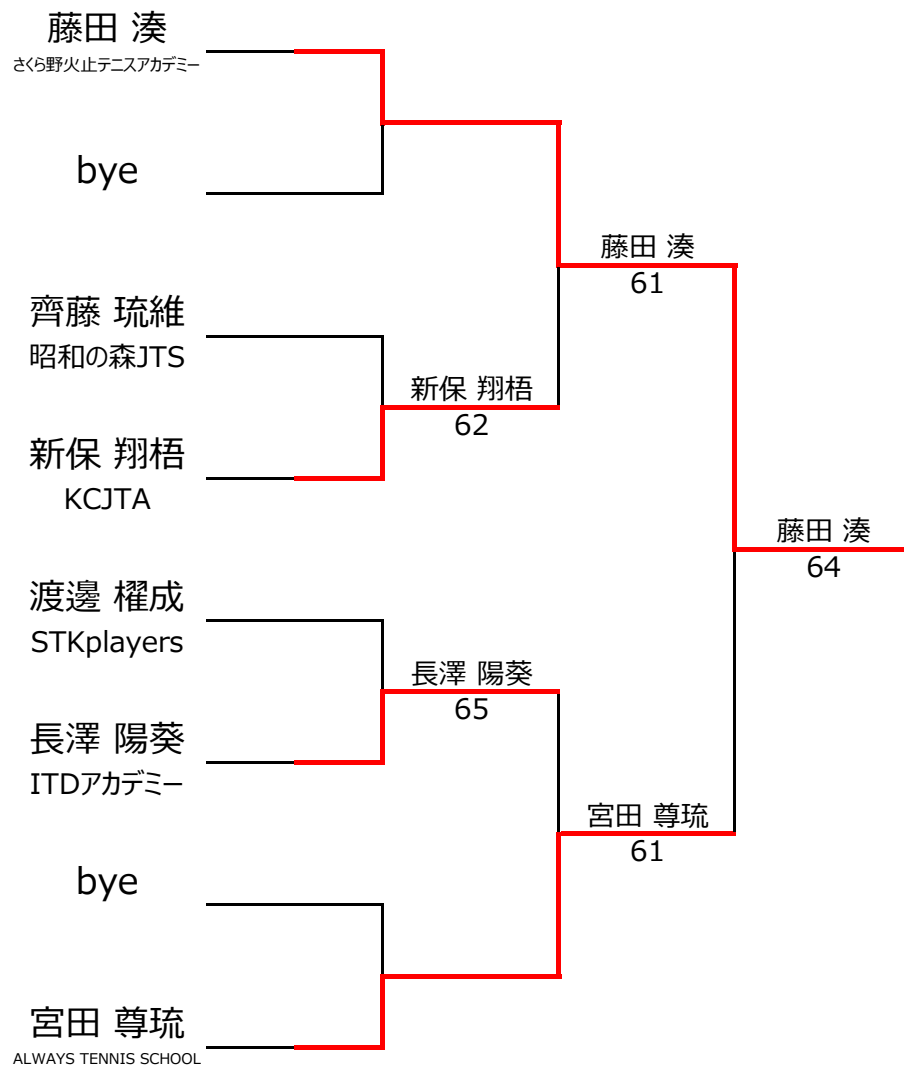 藤田 湊
さくら野火止テニスアカデミー
bye
藤田 湊
61
齊藤 琉維
昭和の森JTS
新保 翔梧
62
新保 翔梧
KCJTA
藤田 湊
64
渡邊 櫂成
STKplayers
長澤 陽葵
65
長澤 陽葵
ITDアカデミー
宮田 尊琉
61
bye
宮田 尊琉
ALWAYS TENNIS SCHOOL